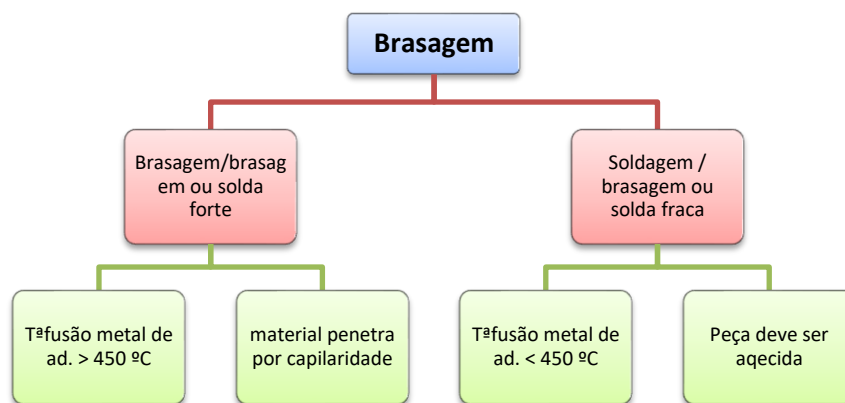 Brasagem
Brasagem/brasag
em ou solda
forte
Soldagem /
brasagem ou
solda fraca
Tªfusão metal de
ad. > 450 ºC
material penetra
por capilaridade
Tªfusão metal de
ad. < 450 ºC
Peça deve ser
aqecida